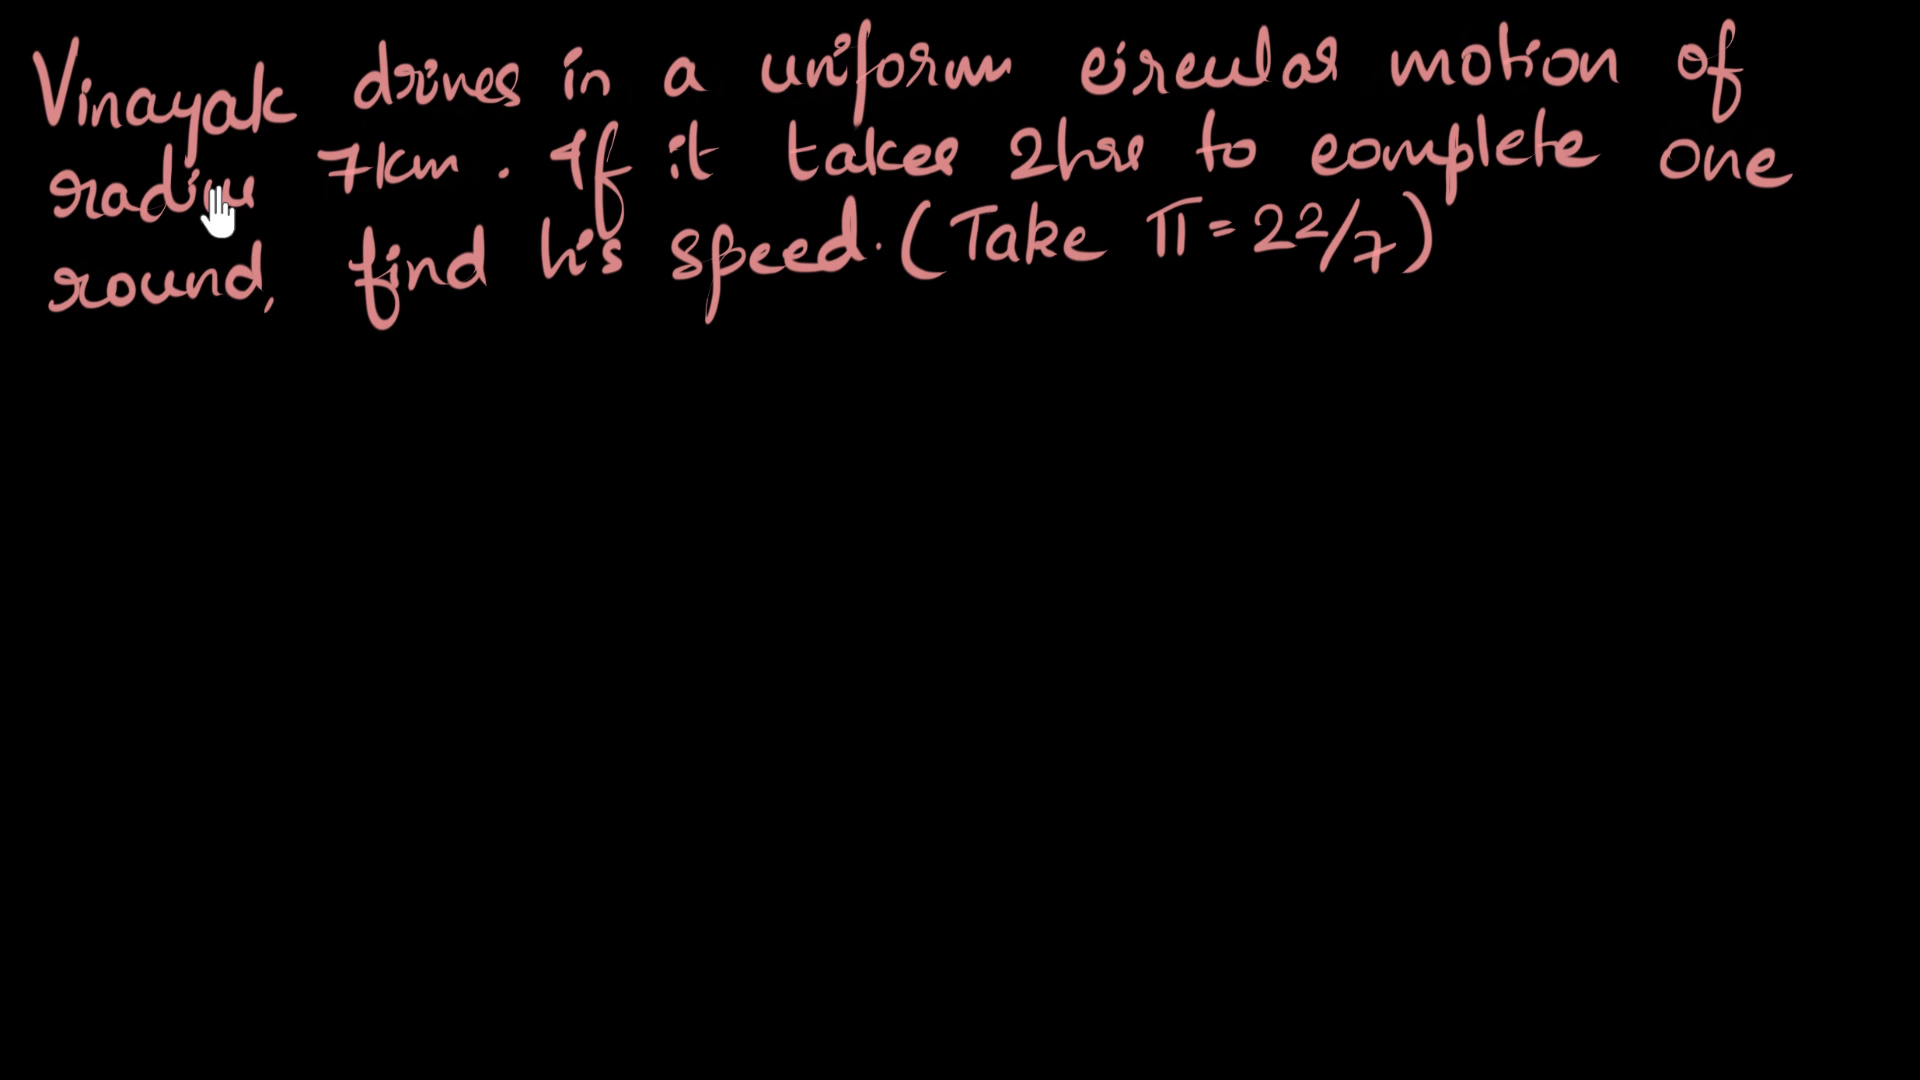 Vinayak drives in a uniform circular motion of
radius 7km. If it takes 2hrs to complete one
round, find his speed. (Take π = 22/7)